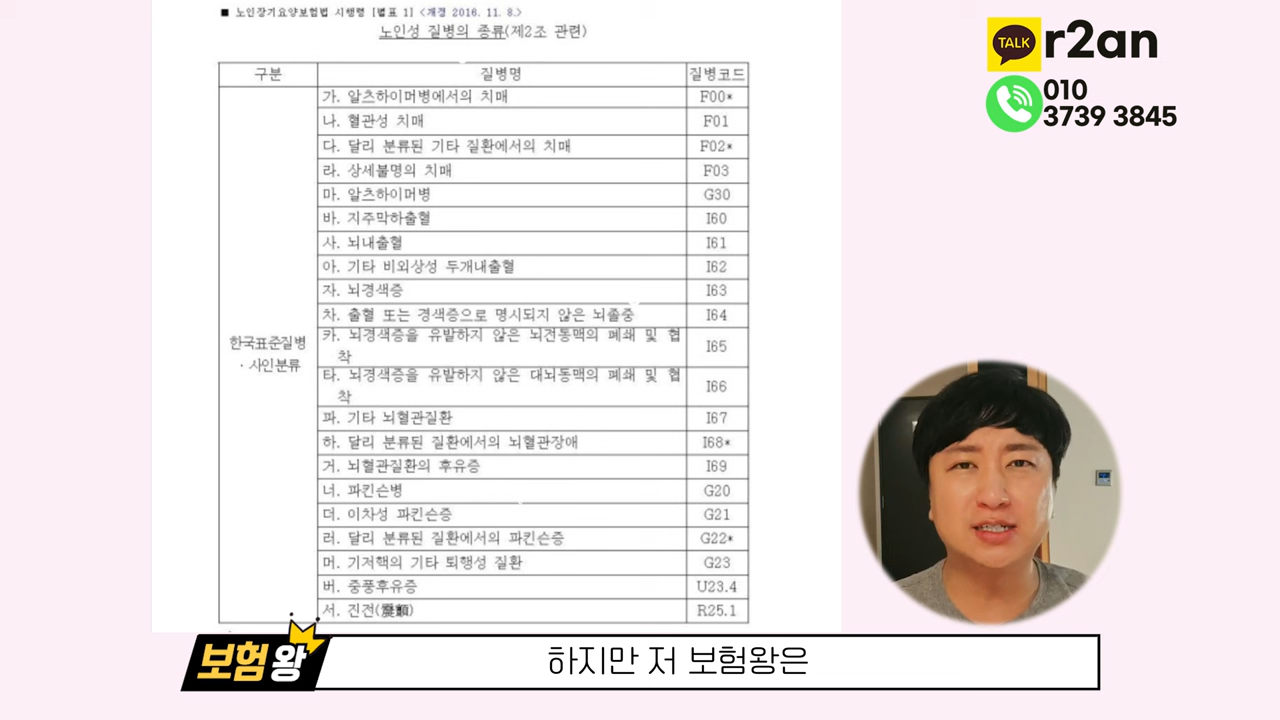 ■ 노인장기요양보험법 시행령 [별표 1] <개정 2016. 11. 8.>
노인성 질병의 종류(제2조 관련)
구분 질병명 질병코드
한국표준질병
·사인분류
가. 알츠하이머병에서의 치매 F00*
나. 혈관성 치매 F01
다. 달리 분류된 기타 질환에서의 치매 F02*
라. 상세불명의 치매 F03
마. 알츠하이머병 G30
바. 지주막하출혈 I60
사. 뇌내출혈 I61
아. 기타 비외상성 두개내출혈 I62
자. 뇌경색증 I63
차. 출혈 또는 경색증으로 명시되지 않은 뇌졸중 I64
카. 뇌경색증을 유발하지 않은 뇌전동맥의 폐쇄 및 협
착 I65
타. 뇌경색증을 유발하지 않은 대뇌동맥의 폐쇄 및 협
착 I66
파. 기타 뇌혈관질환 I67
하. 달리 분류된 질환에서의 뇌혈관장애 I68*
거. 뇌혈관질환의 후유증 I69
너. 파킨슨병 G20
더. 이차성 파킨슨증 G21
러. 달리 분류된 질환에서의 파킨슨증 G22*
머. 기저핵의 기타 퇴행성 질환 G23
버. 중풍후유증 U23.4
서. 진전(震顫) R25.1
TALK r2an
010
3739 3845
보험왕
하지만 저 보험왕은